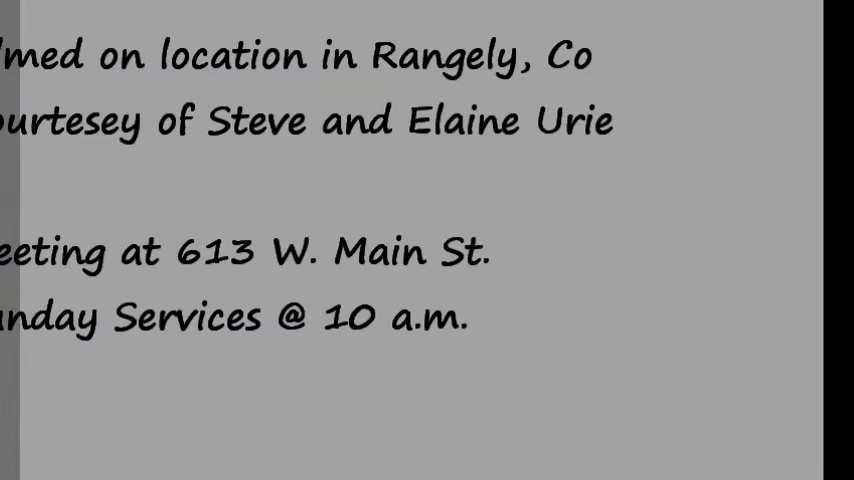 lmed on location in Rangely, Co
ourtesey of Steve and Elaine Urie
eeting at 613 W. Main St.
unday Services @ 10 a.m.